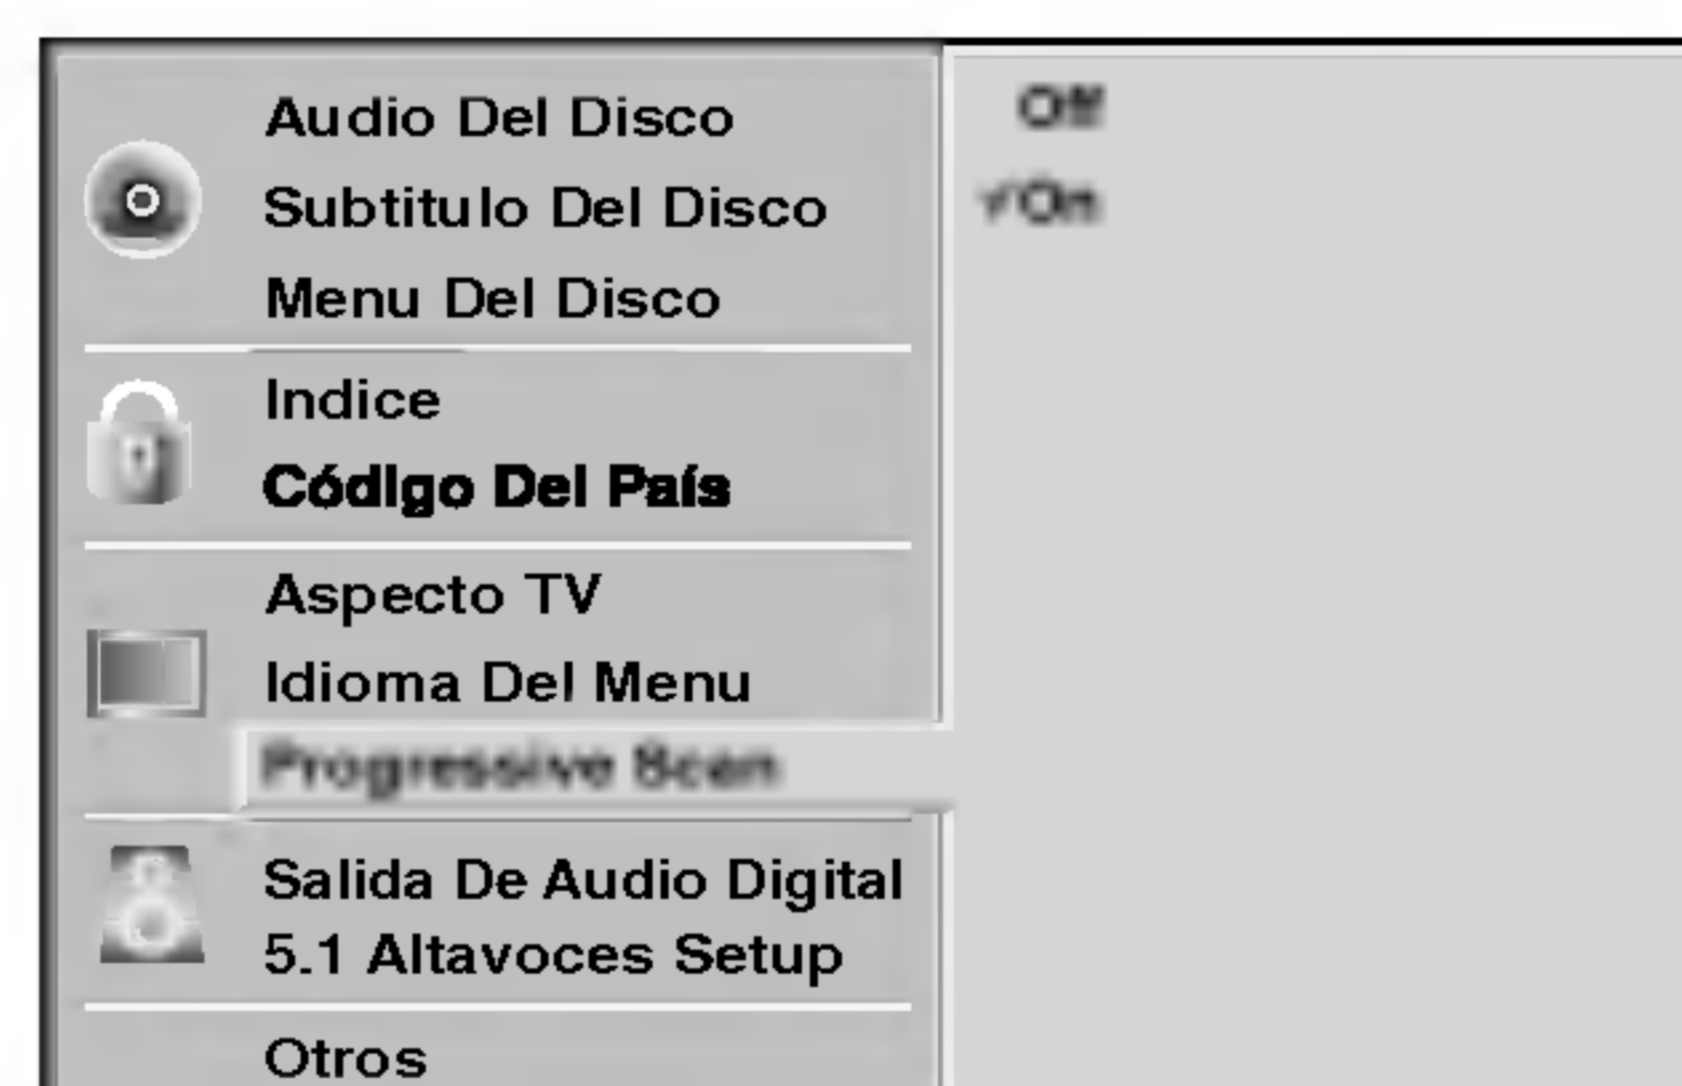 Audio Del Disco
Subtitulo Del Disco
Menu Del Disco
Indice
Código Del País
Aspecto TV
Idioma Del Menu
Progressive Scan
Salida De Audio Digital
5.1 Altavoces Setup
Otros
Off
✓On